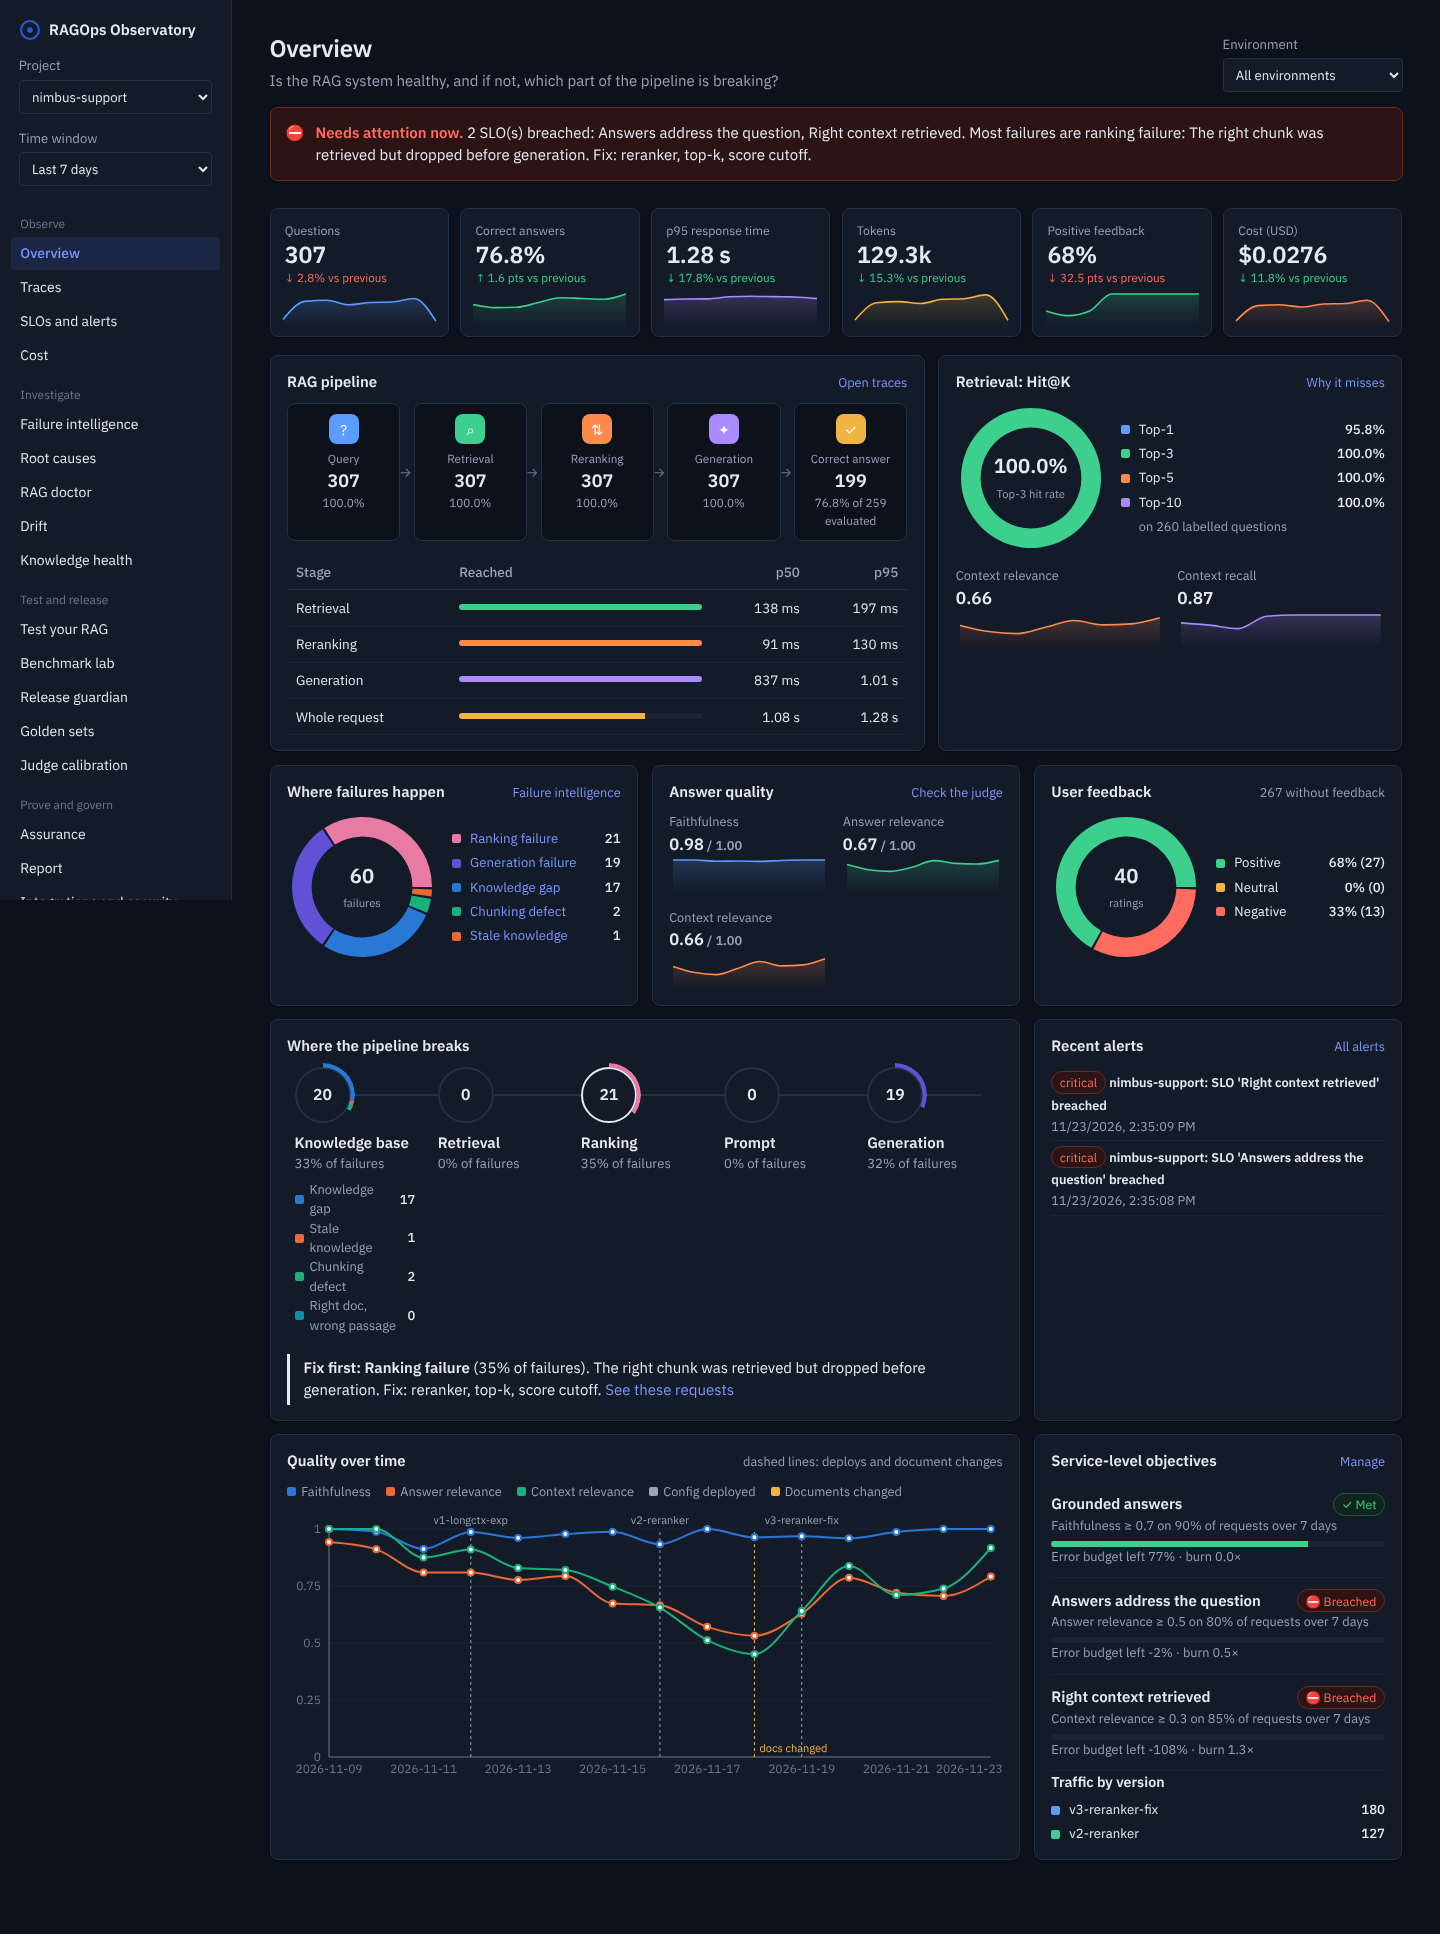 RAGOps Observatory
Project
nimbus-support
Time window
Last 7 days
Observe
Overview
Traces
SLOs and alerts
Cost
Investigate
Failure intelligence
Root causes
RAG doctor
Drift
Knowledge health
Test and release
Test your RAG
Benchmark lab
Release guardian
Golden sets
Judge calibration
Prove and govern
Assurance
Report
Overview
Is the RAG system healthy, and if not, which part of the pipeline is breaking?
Environment
All environments
Needs attention now. 2 SLO(s) breached: Answers address the question, Right context retrieved. Most failures are ranking failure: The right chunk was
retrieved but dropped before generation. Fix: reranker, top-k, score cutoff.
Questions
307
↓ 2.8% vs previous
Correct answers
76.8%
↑ 1.6 pts vs previous
p95 response time
1.28 s
↓ 17.8% vs previous
Tokens
129.3k
↓ 15.3% vs previous
Positive feedback
68%
↓ 32.5 pts vs previous
Cost (USD)
$0.0276
↓ 11.8% vs previous
RAG pipeline
Open traces
?
Query
307
100.0%
→
Retrieval
307
100.0%
→
Reranking
307
100.0%
→
Generation
307
100.0%
→
Correct answer
199
76.8% of 259
evaluated
Stage Reached p50 p95
Retrieval 138 ms 197 ms
Reranking 91 ms 130 ms
Generation 837 ms 1.01 s
Whole request 1.08 s 1.28 s
Retrieval: Hit@K
Why it misses
100.0%
Top-3 hit rate
Top-1 95.8%
Top-3 100.0%
Top-5 100.0%
Top-10 100.0%
on 260 labelled questions
Context relevance
0.66
Context recall
0.87
Where failures happen
Failure intelligence
60
failures
Ranking failure 21
Generation failure 19
Knowledge gap 17
Chunking defect 2
Stale knowledge 1
Answer quality
Check the judge
Faithfulness
0.98 / 1.00
Answer relevance
0.67 / 1.00
Context relevance
0.66 / 1.00
User feedback
267 without feedback
40
ratings
Positive 68% (27)
Neutral 0% (0)
Negative 33% (13)
Where the pipeline breaks
20
Knowledge base
33% of failures
0
Retrieval
0% of failures
21
Ranking
35% of failures
0
Prompt
0% of failures
19
Generation
32% of failures
Knowledge
gap 17
Stale
knowledge 1
Chunking
defect 2
Right doc,
wrong passage 0
Fix first: Ranking failure (35% of failures). The right chunk was retrieved but dropped before
generation. Fix: reranker, top-k, score cutoff. See these requests
Recent alerts
All alerts
critical nimbus-support: SLO 'Right context retrieved'
breached
11/23/2026, 2:35:09 PM
critical nimbus-support: SLO 'Answers address the
question' breached
11/23/2026, 2:35:08 PM
Quality over time
dashed lines: deploys and document changes
Faithfulness Answer relevance Context relevance Config deployed Documents changed
v1-longctx-exp v2-reranker v3-reranker-fix
1
0.75
0.5
0.25
0
docs changed
2026-11-09 2026-11-11 2026-11-13 2026-11-15 2026-11-17 2026-11-19 2026-11-21 2026-11-23
Service-level objectives
Manage
Grounded answers ✓ Met
Faithfulness ≥ 0.7 on 90% of requests over 7 days
Error budget left 77% · burn 0.0×
Answers address the question Breached
Answer relevance ≥ 0.5 on 80% of requests over 7 days
Error budget left -2% · burn 0.5×
Right context retrieved Breached
Context relevance ≥ 0.3 on 85% of requests over 7 days
Error budget left -108% · burn 1.3×
Traffic by version
v3-reranker-fix 180
v2-reranker 127